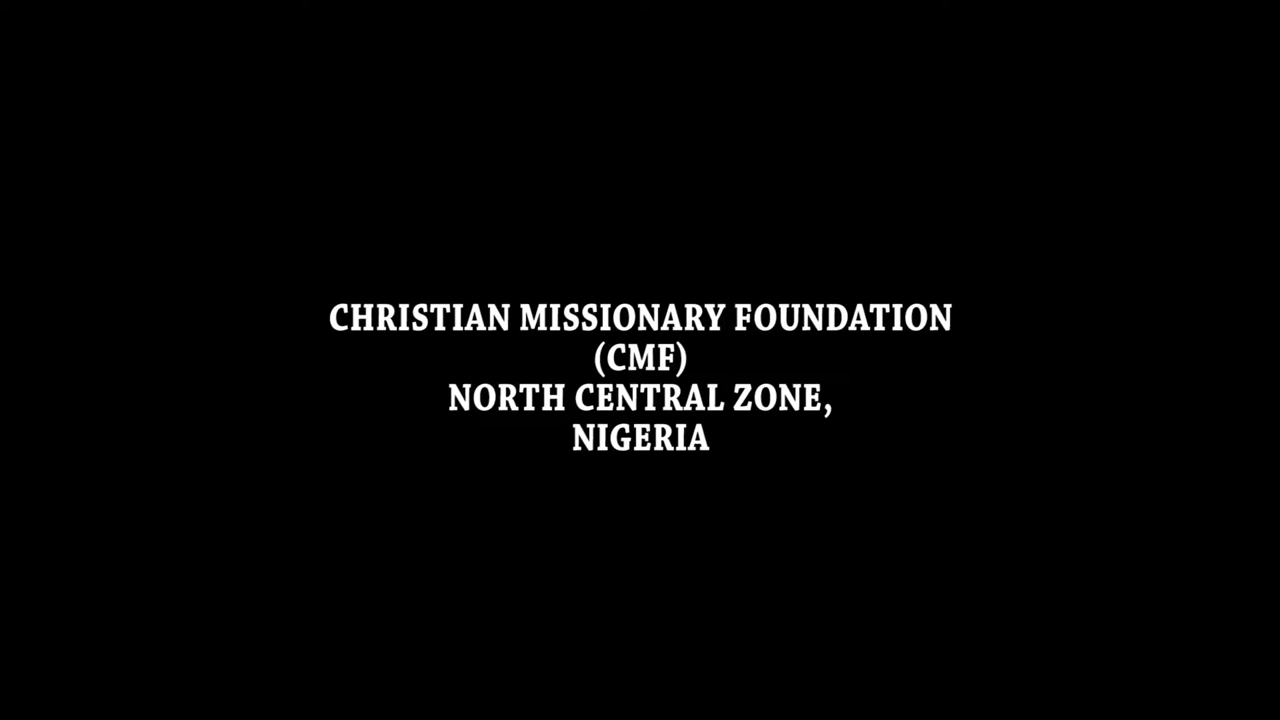 CHRISTIAN MISSIONARY FOUNDATION
(CMF)
NORTH CENTRAL ZONE,
NIGERIA